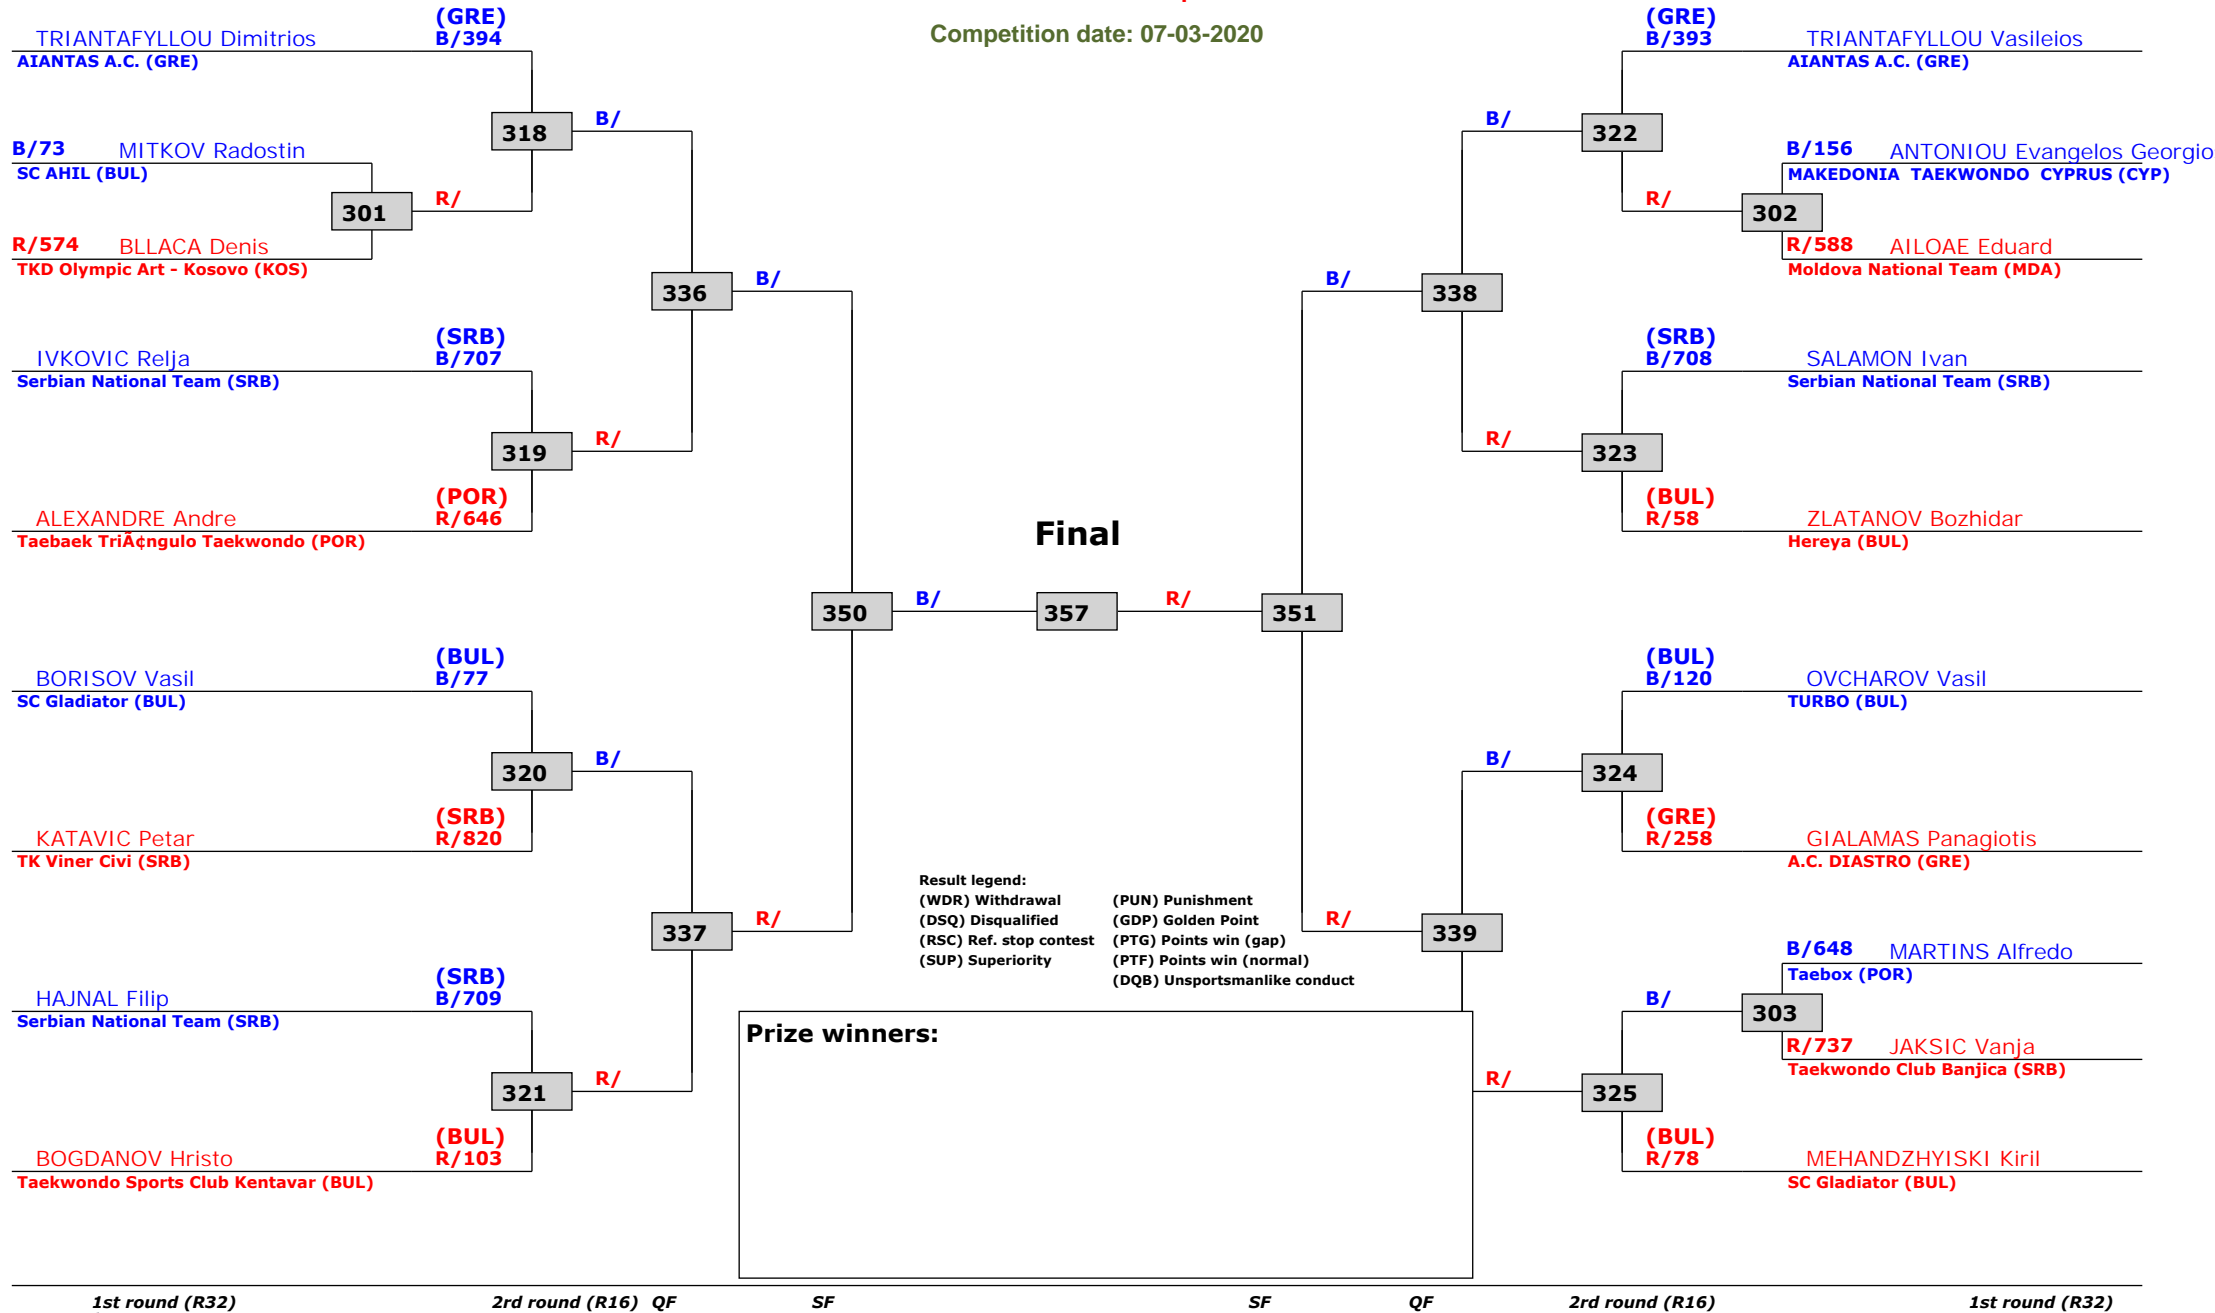 Competition date: 07-03-2020
(GRE)
TRIANTAFYLLOU Dimitrios B/394
AIANTAS A.C. (GRE)
318
B/
B/73 MITKOV Radostin
SC AHIL (BUL)
301
R/
R/574 BLLACA Denis
TKD Olympic Art - Kosovo (KOS)
336
B/
(SRB)
IVKOVIC Relja B/707
Serbian National Team (SRB)
319
R/
(POR)
ALEXANDRE Andre R/646
Taebaek TriÃ¢ngulo Taekwondo (POR)
350
B/
(BUL)
BORISOV Vasil B/77
SC Gladiator (BUL)
320
B/
(SRB)
KATAVIC Petar R/820
TK Viner Civi (SRB)
337
R/
(SRB)
HAJNAL Filip B/709
Serbian National Team (SRB)
321
R/
(BUL)
BOGDANOV Hristo R/103
Taekwondo Sports Club Kentavar (BUL)
Final
357
R/
351
(GRE)
B/393 TRIANTAFYLLOU Vasileios
AIANTAS A.C. (GRE)
B/
322
B/156 ANTONIOU Evangelos Georgio
MAKEDONIA TAEKWONDO CYPRUS (CYP)
R/
302
R/588 AILOAE Eduard
Moldova National Team (MDA)
B/
338
(SRB)
B/708 SALAMON Ivan
Serbian National Team (SRB)
R/
323
(BUL)
R/58 ZLATANOV Bozhidar
Hereya (BUL)
(BUL)
B/120 OVCHAROV Vasil
TURBO (BUL)
B/
324
(GRE)
R/258 GIALAMAS Panagiotis
A.C. DIASTRO (GRE)
R/
339
B/648 MARTINS Alfredo
Taebox (POR)
B/
303
R/737 JAKSIC Vanja
Taekwondo Club Banjica (SRB)
R/
325
(BUL)
R/78 MEHANDZHYISKI Kiril
SC Gladiator (BUL)
Result legend:
(WDR) Withdrawal (PUN) Punishment
(DSQ) Disqualified (GDP) Golden Point
(RSC) Ref. stop contest (PTG) Points win (gap)
(SUP) Superiority (PTF) Points win (normal)
(DQB) Unsportsmanlike conduct
Prize winners:
1st round (R32) 2rd round (R16) QF SF SF QF 2rd round (R16) 1st round (R32)